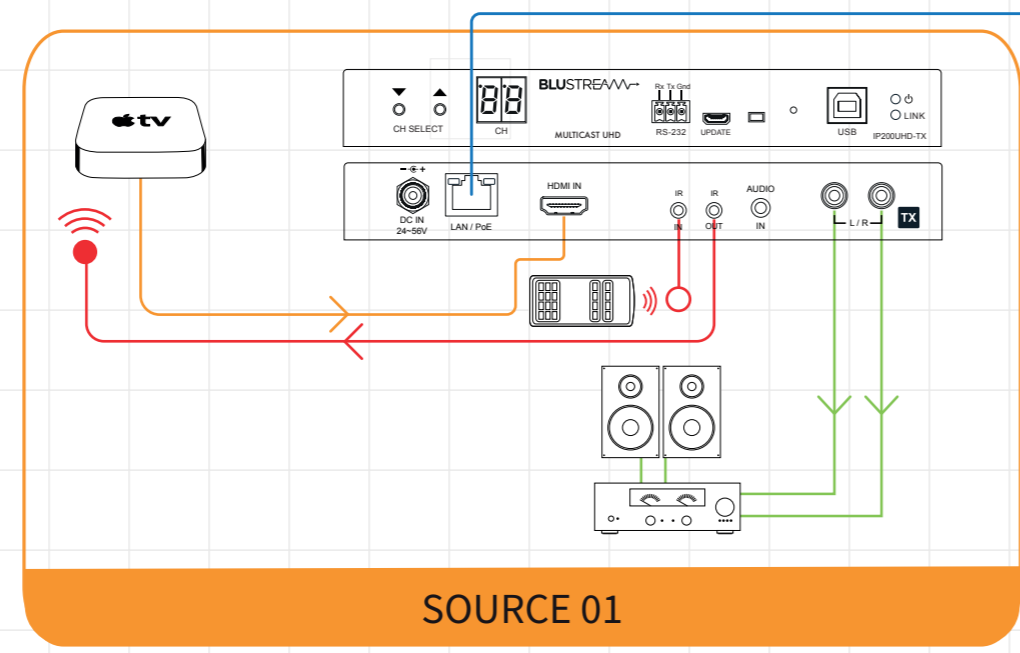 tv
BLUSTREAM
Rx Tx Gnd
88
CH SELECT
CH
MULTICAST UHD
RS-232
UPDATE
USB
LINK
IP200UHD-TX
- +
DC IN
24~56V
LAN / PoE
HDMI IN
IR
IN
IR
OUT
AUDIO
IN
L / R
TX
SOURCE 01